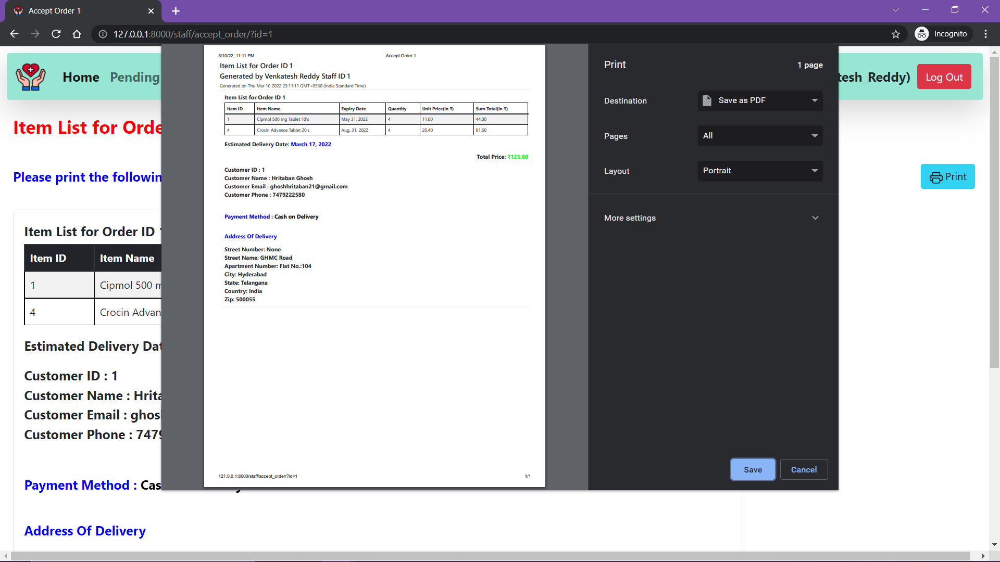 Accept Order 1
127.0.0.1:8000/staff/accept_order/?id=1
Incognito
Home Pending
tesh_Reddy) Log Out
Item List for Orde
Please print the followin
Print
Item List for Order ID 1
Item ID Item Name
1 Cipmol 500 m
4 Crocin Advan
Estimated Delivery Dat
Customer ID : 1
Customer Name : Hrita
Customer Email : ghosl
Customer Phone : 7479
Payment Method : Cas
Address Of Delivery
3/10/22, 11:11 PM Accept Order 1
Item List for Order ID 1
Generated by Venkatesh Reddy Staff ID 1
Generated on Thu Mar 10 2022 23:11:11 GMT+0530 (India Standard Time)
Item List for Order ID 1
Item ID Item Name Expiry Date Quantity Unit Price(in ₹) Sum Total(in ₹)
1 Cipmol 500 mg Tablet 10's May 31, 2022 4 11.00 44.00
4 Crocin Advance Tablet 20's Aug. 31, 2022 4 20.40 81.60
Estimated Delivery Date: March 17, 2022
Total Price: ₹125.60
Customer ID : 1
Customer Name : Hritaban Ghosh
Customer Email : ghoshhritaban21@gmail.com
Customer Phone : 7479222580
Payment Method : Cash on Delivery
Address Of Delivery
Street Number: None
Street Name: GHMC Road
Apartment Number: Flat No.:104
City: Hyderabad
State: Telangana
Country: India
Zip: 500055
127.0.0.1:8000/staff/accept_order/?id=1 1/1
Print 1 page
Destination Save as PDF
Pages All
Layout Portrait
More settings
Save Cancel